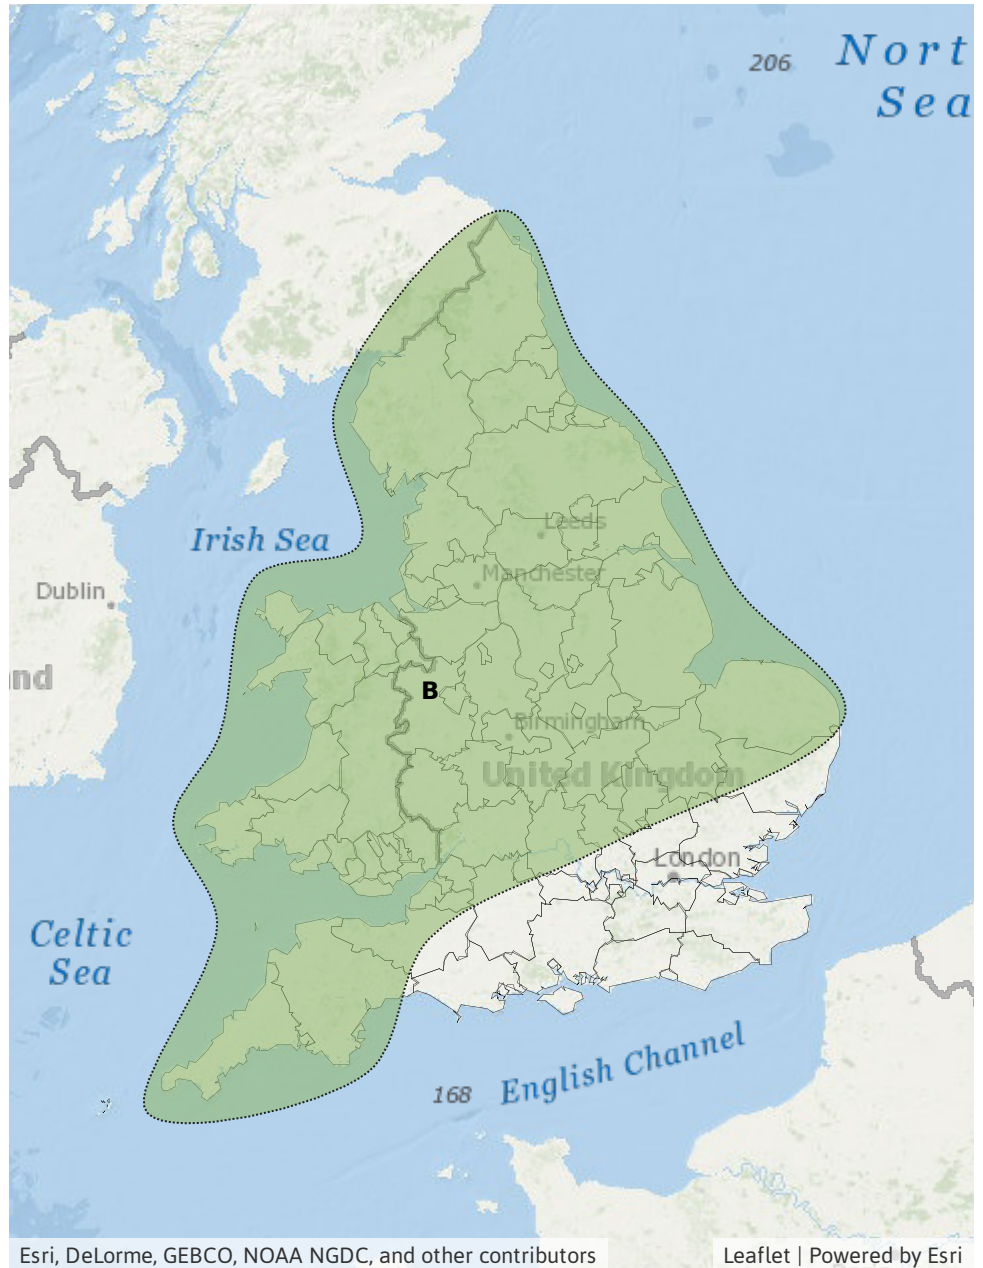 206
Nort
Sea
Irish Sea
Leeds
Manchester
Dublin
nd
B
Birmingham
United Kingdom
London
Celtic
Sea
English Channel
168
Esri, DeLorme, GEBCO, NOAA NGDC, and other contributors
Leaflet | Powered by Esri